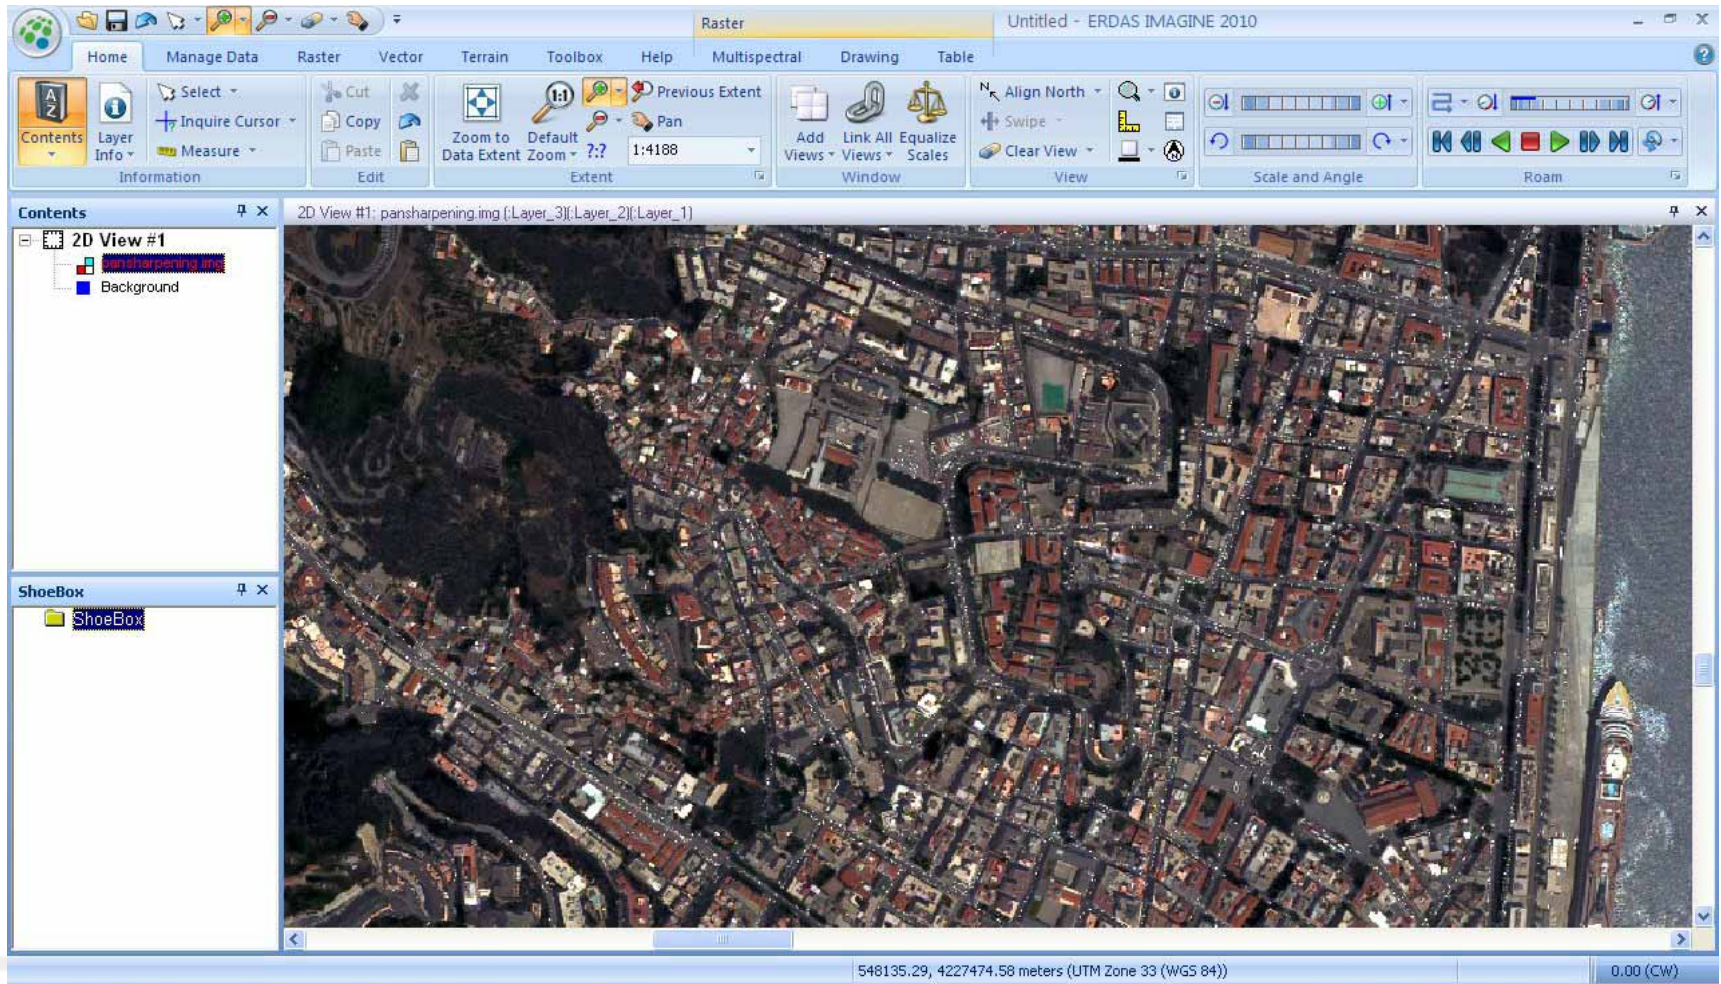 Raster
Untitled - ERDAS IMAGINE 2010
Home Manage Data Raster Vector Terrain Toolbox Help Multispectral Drawing Table
A Z
Contents
Layer Info
Select
Inquire Cursor
Measure
Information
Cut
Copy
Paste
Edit
Zoom to Data Extent
1:1
Default Zoom
Previous Extent
Pan
?:?
1:4188
Extent
Add Views
Link All Views
Equalize Scales
Window
N
Align North
Swipe
Clear View
View
Scale and Angle
Roam
Contents
2D View #1: pansharpening.img (:Layer_3)(:Layer_2)(:Layer_1)
2D View #1
pansharpening.img
Background
ShoeBox
ShoeBox
548135.29, 4227474.58 meters (UTM Zone 33 (WGS 84))
0.00 (CW)